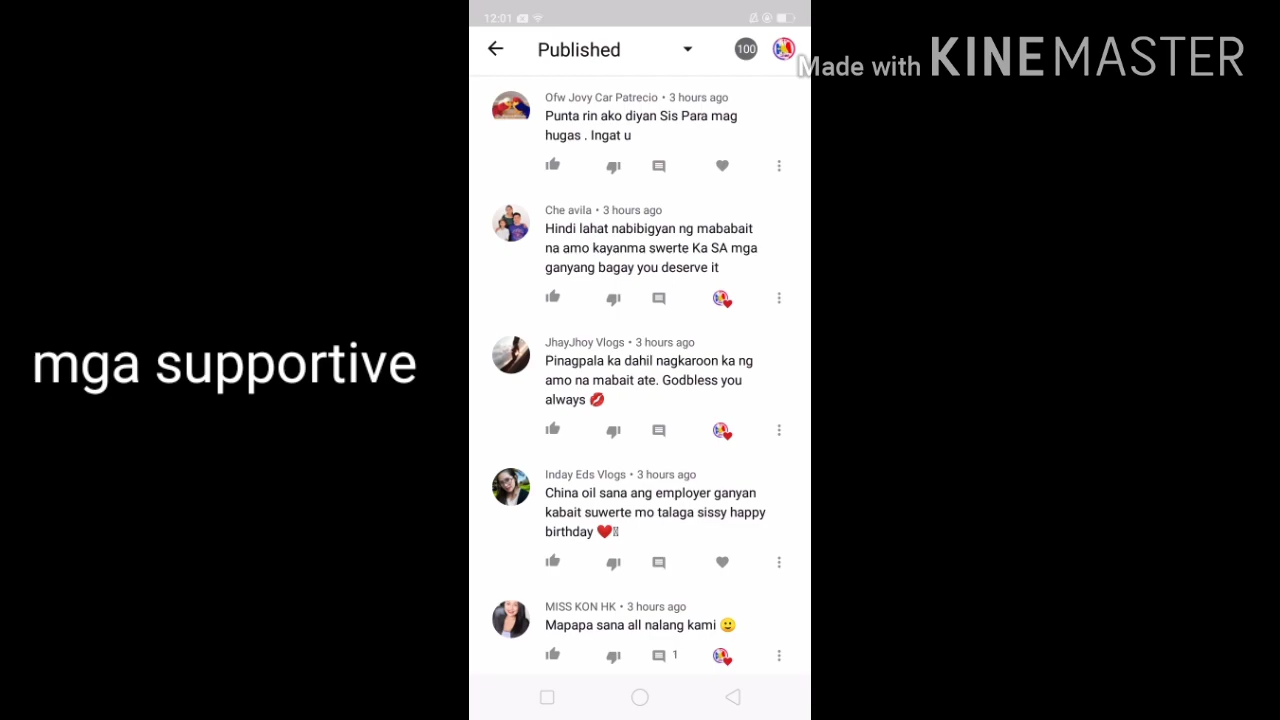 12:01
Published
100
Made with KINEMASTER
Ofw Jovy Car Patrecio • 3 hours ago
Punta rin ako diyan Sis Para mag
hugas . Ingat u
Che avila • 3 hours ago
Hindi lahat nabibigyan ng mababait
na amo kayanma swerte Ka SA mga
ganyang bagay you deserve it
mga supportive
JhayJhoy Vlogs • 3 hours ago
Pinagpala ka dahil nagkaroon ka ng
amo na mabait ate. Godbless you
always 💋
Inday Eds Vlogs • 3 hours ago
China oil sana ang employer ganyan
kabait suwerte mo talaga sissy happy
birthday ❤️
MISS KON HK • 3 hours ago
Mapapa sana all nalang kami 🙂
1